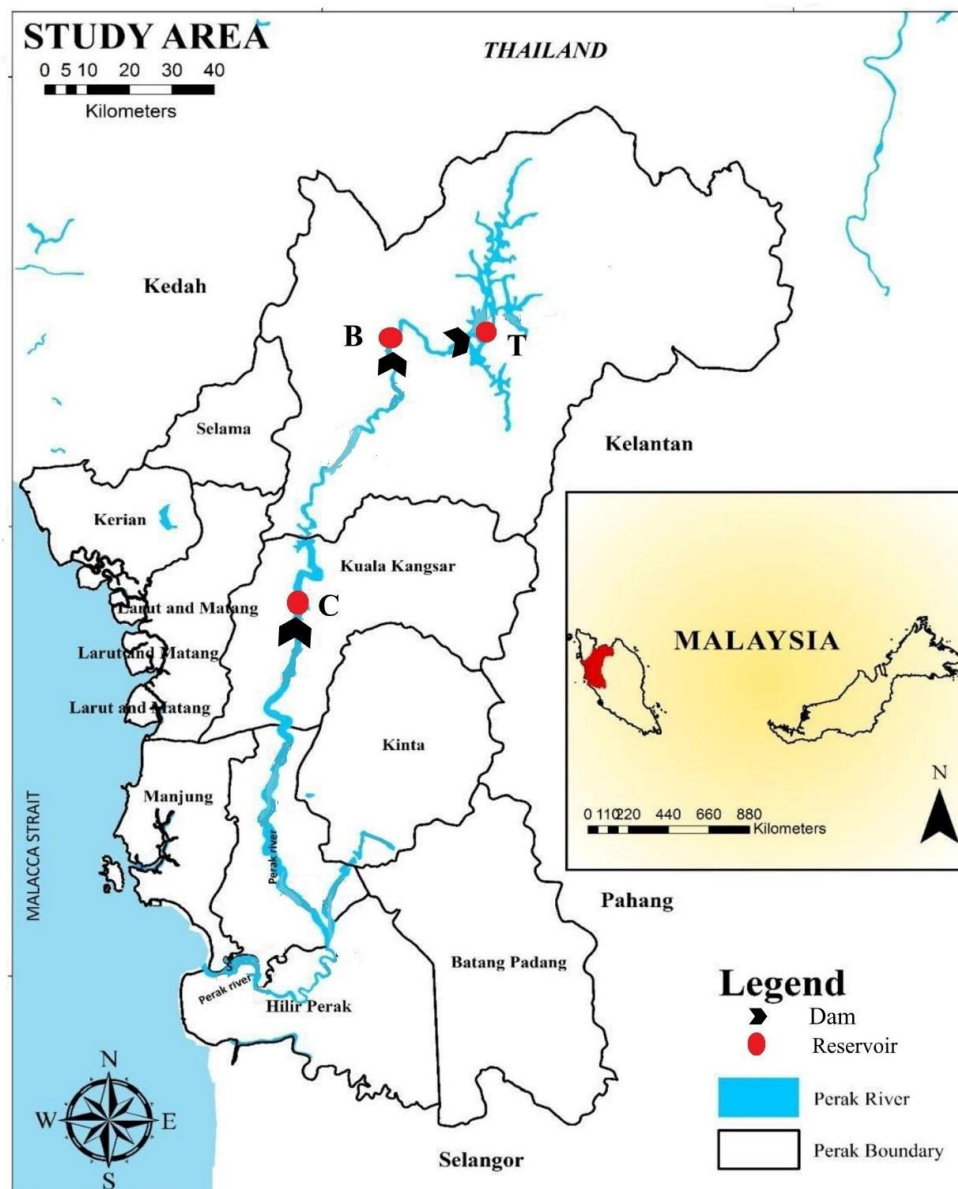 STUDY AREA
0 5 10 20 30 40
Kilometers
THAILAND
Kedah
B
T
Selama
Kelantan
Kerian
Kuala Kangsar
C
Larut and Matang
Larut and Matang
Larut and Matang
MALAYSIA
Kinta
Manjung
N
0 110 220 440 660 880
Kilometers
MALACCA STRAIT
Perak river
Pahang
Batang Padang
Perak river
Hilir Perak
Legend
Dam
Reservoir
Perak River
Perak Boundary
N
W E
S
Selangor